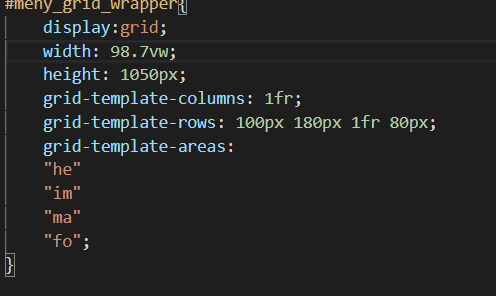 #meny_grid_wrapper{
display:grid;
width: 98.7vw;
height: 1050px;
grid-template-columns: 1fr;
grid-template-rows: 100px 180px 1fr 80px;
grid-template-areas:
"he"
"im"
"ma"
"fo";
}